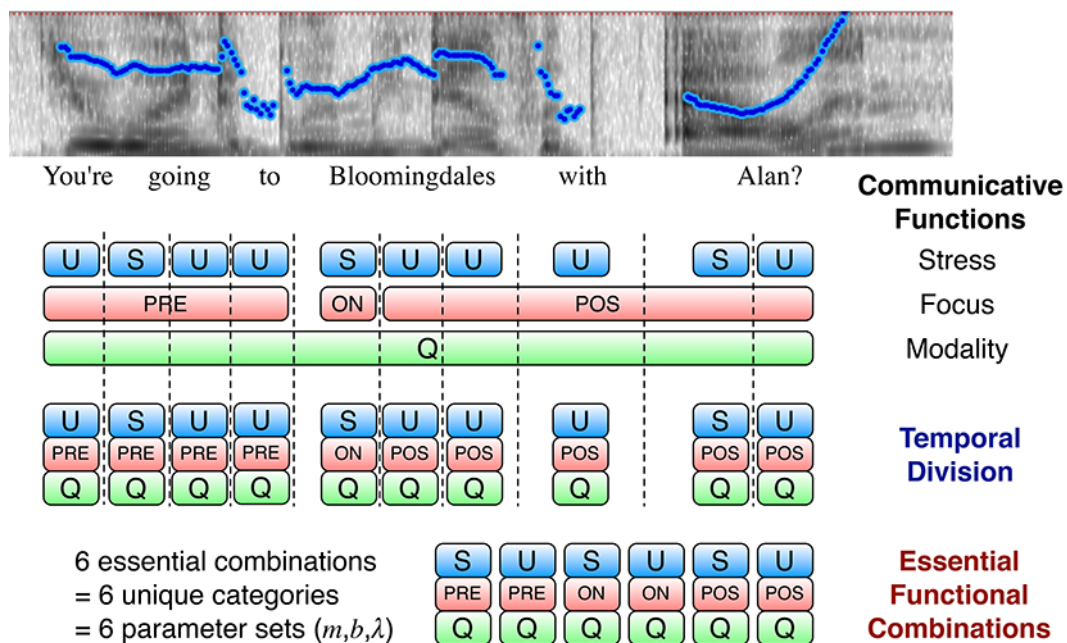 You're going to Bloomingdales with Alan?
Communicative
Functions
U S U U S U U U S U Stress
PRE ON POS Focus
Q Modality
U S U U S U U U S U
PRE PRE PRE PRE ON POS POS POS POS POS
Q Q Q Q Q Q Q Q Q Q
Temporal
Division
6 essential combinations
= 6 unique categories
= 6 parameter sets (m,b,λ)
S U S U S U
PRE PRE ON ON POS POS
Q Q Q Q Q Q
Essential
Functional
Combinations